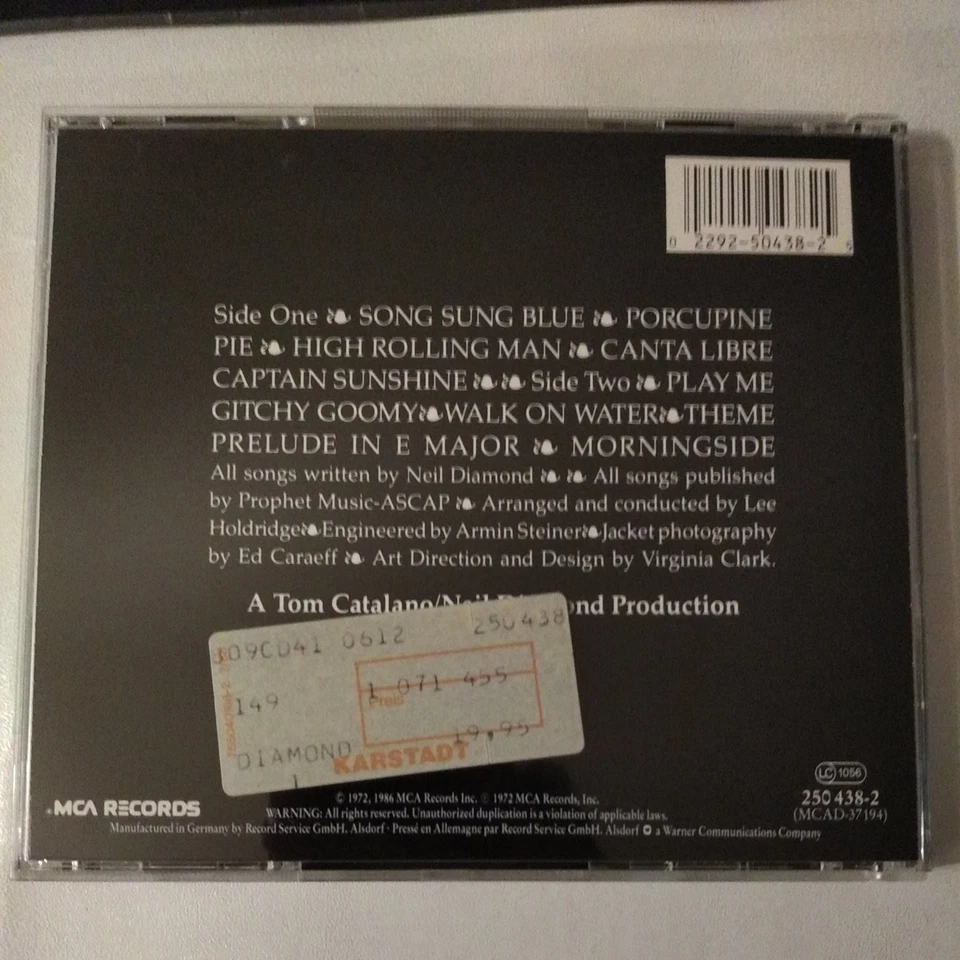 0 2292-50438-2 5
Side One ❧ SONG SUNG BLUE ❧ PORCUPINE
PIE ❧ HIGH ROLLING MAN ❧ CANTA LIBRE
CAPTAIN SUNSHINE ❧ ❧ Side Two ❧ PLAY ME
GITCHY GOOMY ❧ WALK ON WATER ❧ THEME
PRELUDE IN E MAJOR ❧ MORNINGSIDE
All songs written by Neil Diamond ❧ ❧ All songs published
by Prophet Music-ASCAP ❧ Arranged and conducted by Lee
Holdridge ❧ Engineered by Armin Steiner ❧ Jacket photography
by Ed Caraeff ❧ Art Direction and Design by Virginia Clark.
A Tom Catalano/Neil Diamond Production
309CD41 0612 250438
149 1 071 455
Preis
DIAMOND 19,95
KARSTADT
1
LC 1056
MCA RECORDS
© 1972, 1986 MCA Records Inc. ℗ 1972 MCA Records, Inc.
250 438-2
WARNING: All rights reserved. Unauthorized duplication is a violation of applicable laws.
(MCAD-37194)
Manufactured in Germany by Record Service GmbH. Alsdorf · Pressé en Allemagne par Record Service GmbH. Alsdorf a Warner Communications Company